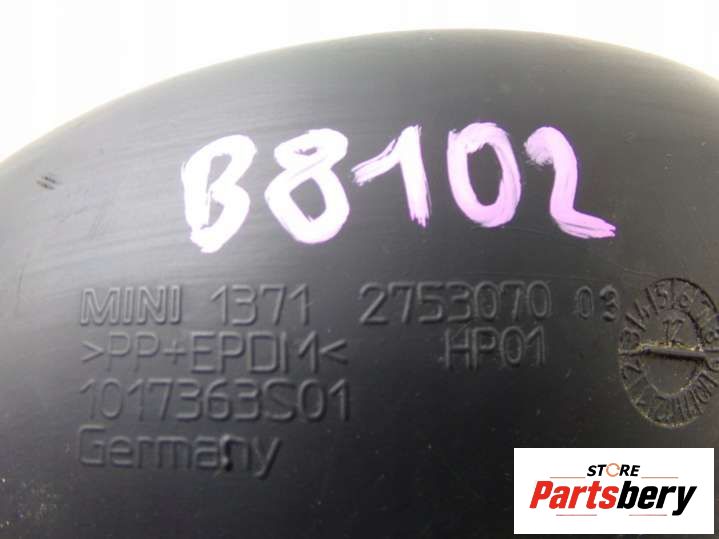 B8102
MINI 1371 2753070 03
>PP+EPDM< HP01
1017363S01
Germany
STORE
Partsbery